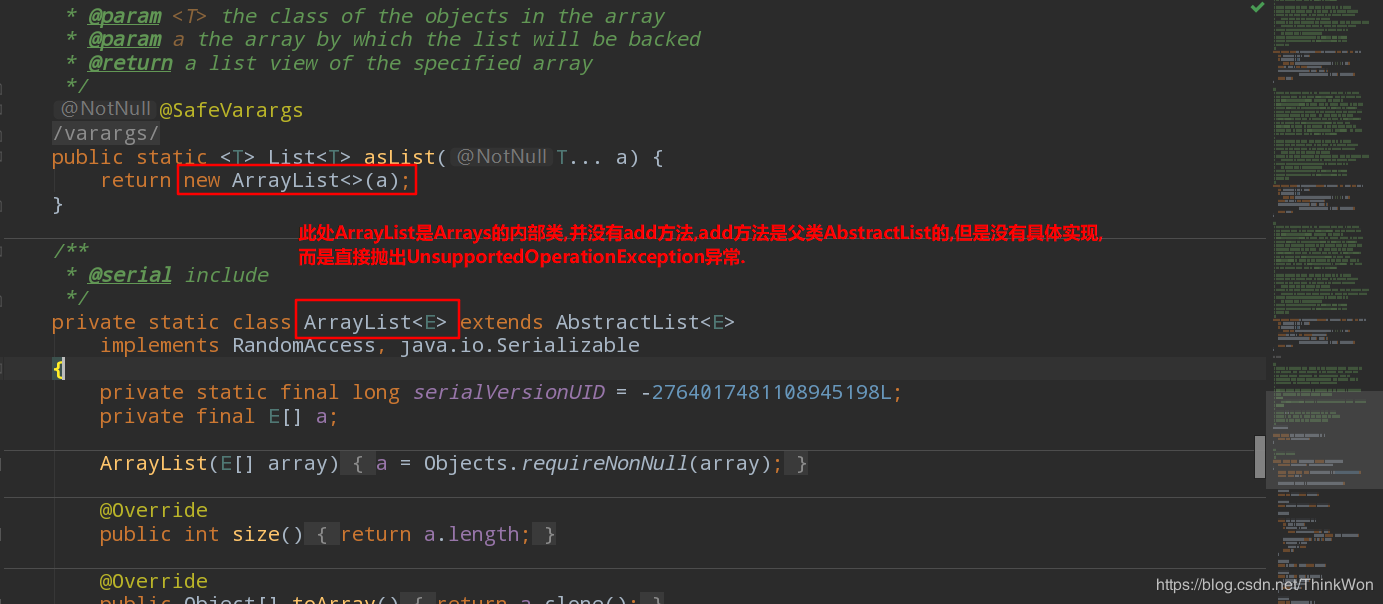 * @param <T> the class of the objects in the array
* @param a the array by which the list will be backed
* @return a list view of the specified array
*/
@NotNull @SafeVarargs
/varargs/
public static <T> List<T> asList( @NotNull T... a) {
return new ArrayList<>(a);
}
此处ArrayList是Arrays的内部类,并没有add方法,add方法是父类AbstractList的,但是没有具体实现,
而是直接抛出UnsupportedOperationException异常.
/**
* @serial include
*/
private static class ArrayList<E> extends AbstractList<E>
implements RandomAccess, java.io.Serializable
{
private static final long serialVersionUID = -2764017481108945198L;
private final E[] a;
ArrayList(E[] array) { a = Objects.requireNonNull(array); }
@Override
public int size() { return a.length; }
@Override
public Object[] toArray() { return a.clone(); }
https://blog.csdn.net/ThinkWon